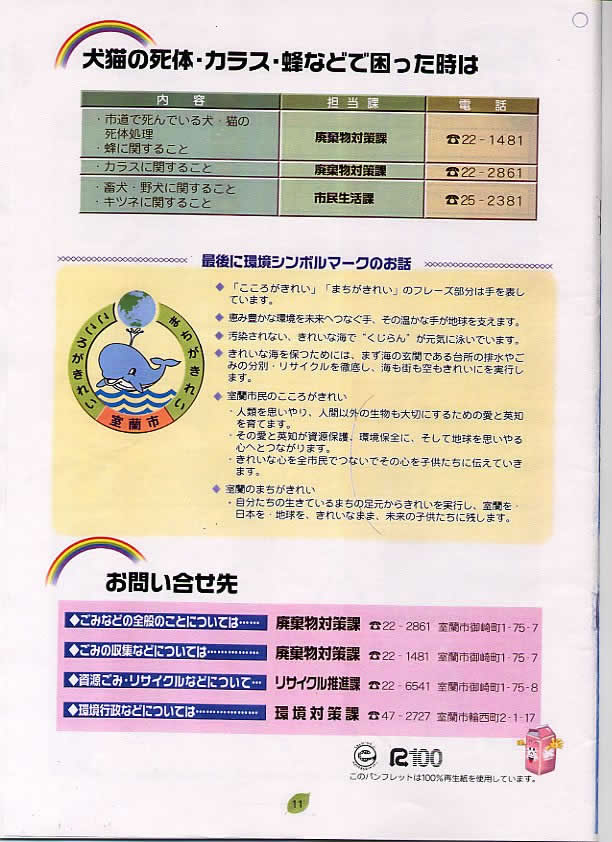 犬猫の死体・カラス・蜂などで困った時は
内　容 担当課 電　話
・市道で死んでいる犬・猫の
死体処理
・蜂に関すること
廃棄物対策課 ☎22-1481
・カラスに関すること 廃棄物対策課 ☎22-2861
・畜犬・野犬に関すること
・キツネに関すること
市民生活課 ☎25-2381
最後に環境シンボルマークのお話
こころがきれい
まちがきれい
室蘭市
◆「こころがきれい」「まちがきれい」のフレーズ部分は手を表し
ています。
◆恵み豊かな環境を未来へつなぐ手、その温かな手が地球を支えます。
◆汚染されない、きれいな海で“くじらん”が元気に泳いでいます。
◆きれいな海を保つためには、まず海の玄関である台所の排水やご
みの分別・リサイクルを徹底し、海も街も空もきれいにを実行し
ます。
◆室蘭市民のこころがきれい
・人類を思いやり、人間以外の生物も大切にするための愛と英知
を育てます。
・その愛と英知が資源保護、環境保全に、そして地球を思いやる
心へとつながります。
・きれいな心を全市民でつないでその心を子供たちに伝えていき
ます。
◆室蘭のまちがきれい
・自分たちの生きているまちの足元からきれいを実行し、室蘭を・
日本を・地球を、きれいなまま、未来の子供たちに残します。
お問い合せ先
◆ごみなどの全般のことについては…… 廃棄物対策課 ☎22-2861 室蘭市御崎町1-75-7
◆ごみの収集などについては………… 廃棄物対策課 ☎22-1481 室蘭市御崎町1-75-7
◆資源ごみ・リサイクルなどについて… リサイクル推進課 ☎22-6541 室蘭市御崎町1-75-8
◆環境行政などについては…………… 環境対策課 ☎47-2727 室蘭市輪西町2-1-17
R100
このパンフレットは100%再生紙を使用しています。
11